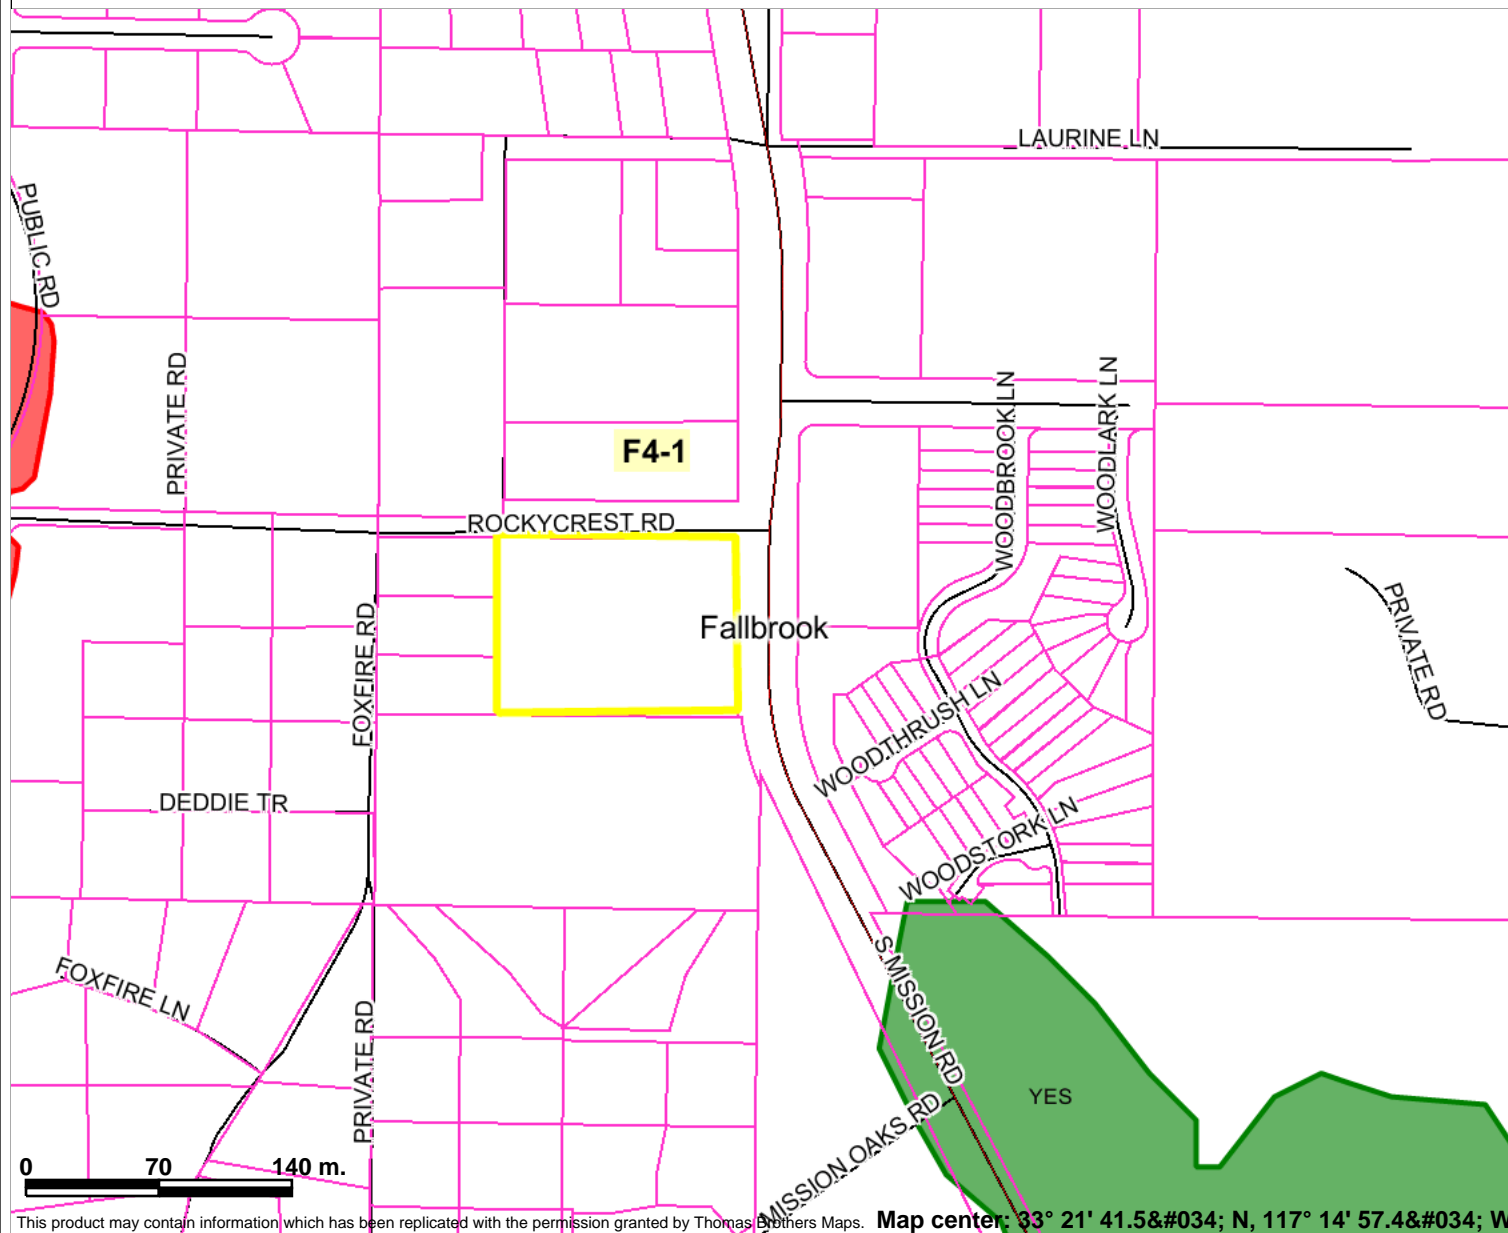 LAURINE LN
PUBLIC RD
PRIVATE RD
WOODBROOK LN
WOODLARK LN
F4-1
ROCKYCREST RD
FOXFIRE RD
Fallbrook
PRIVATE RD
WOODTHRUSH LN
DEDDIE TR
WOODSTORK LN
S MISSION RD
FOXFIRE LN
PRIVATE RD
YES
MISSION OAKS RD
0 70 140 m.
This product may contain information which has been replicated with the permission granted by Thomas Brothers Maps. Map center: 33° 21' 41.5&#034; N, 117° 14' 57.4&#034; W